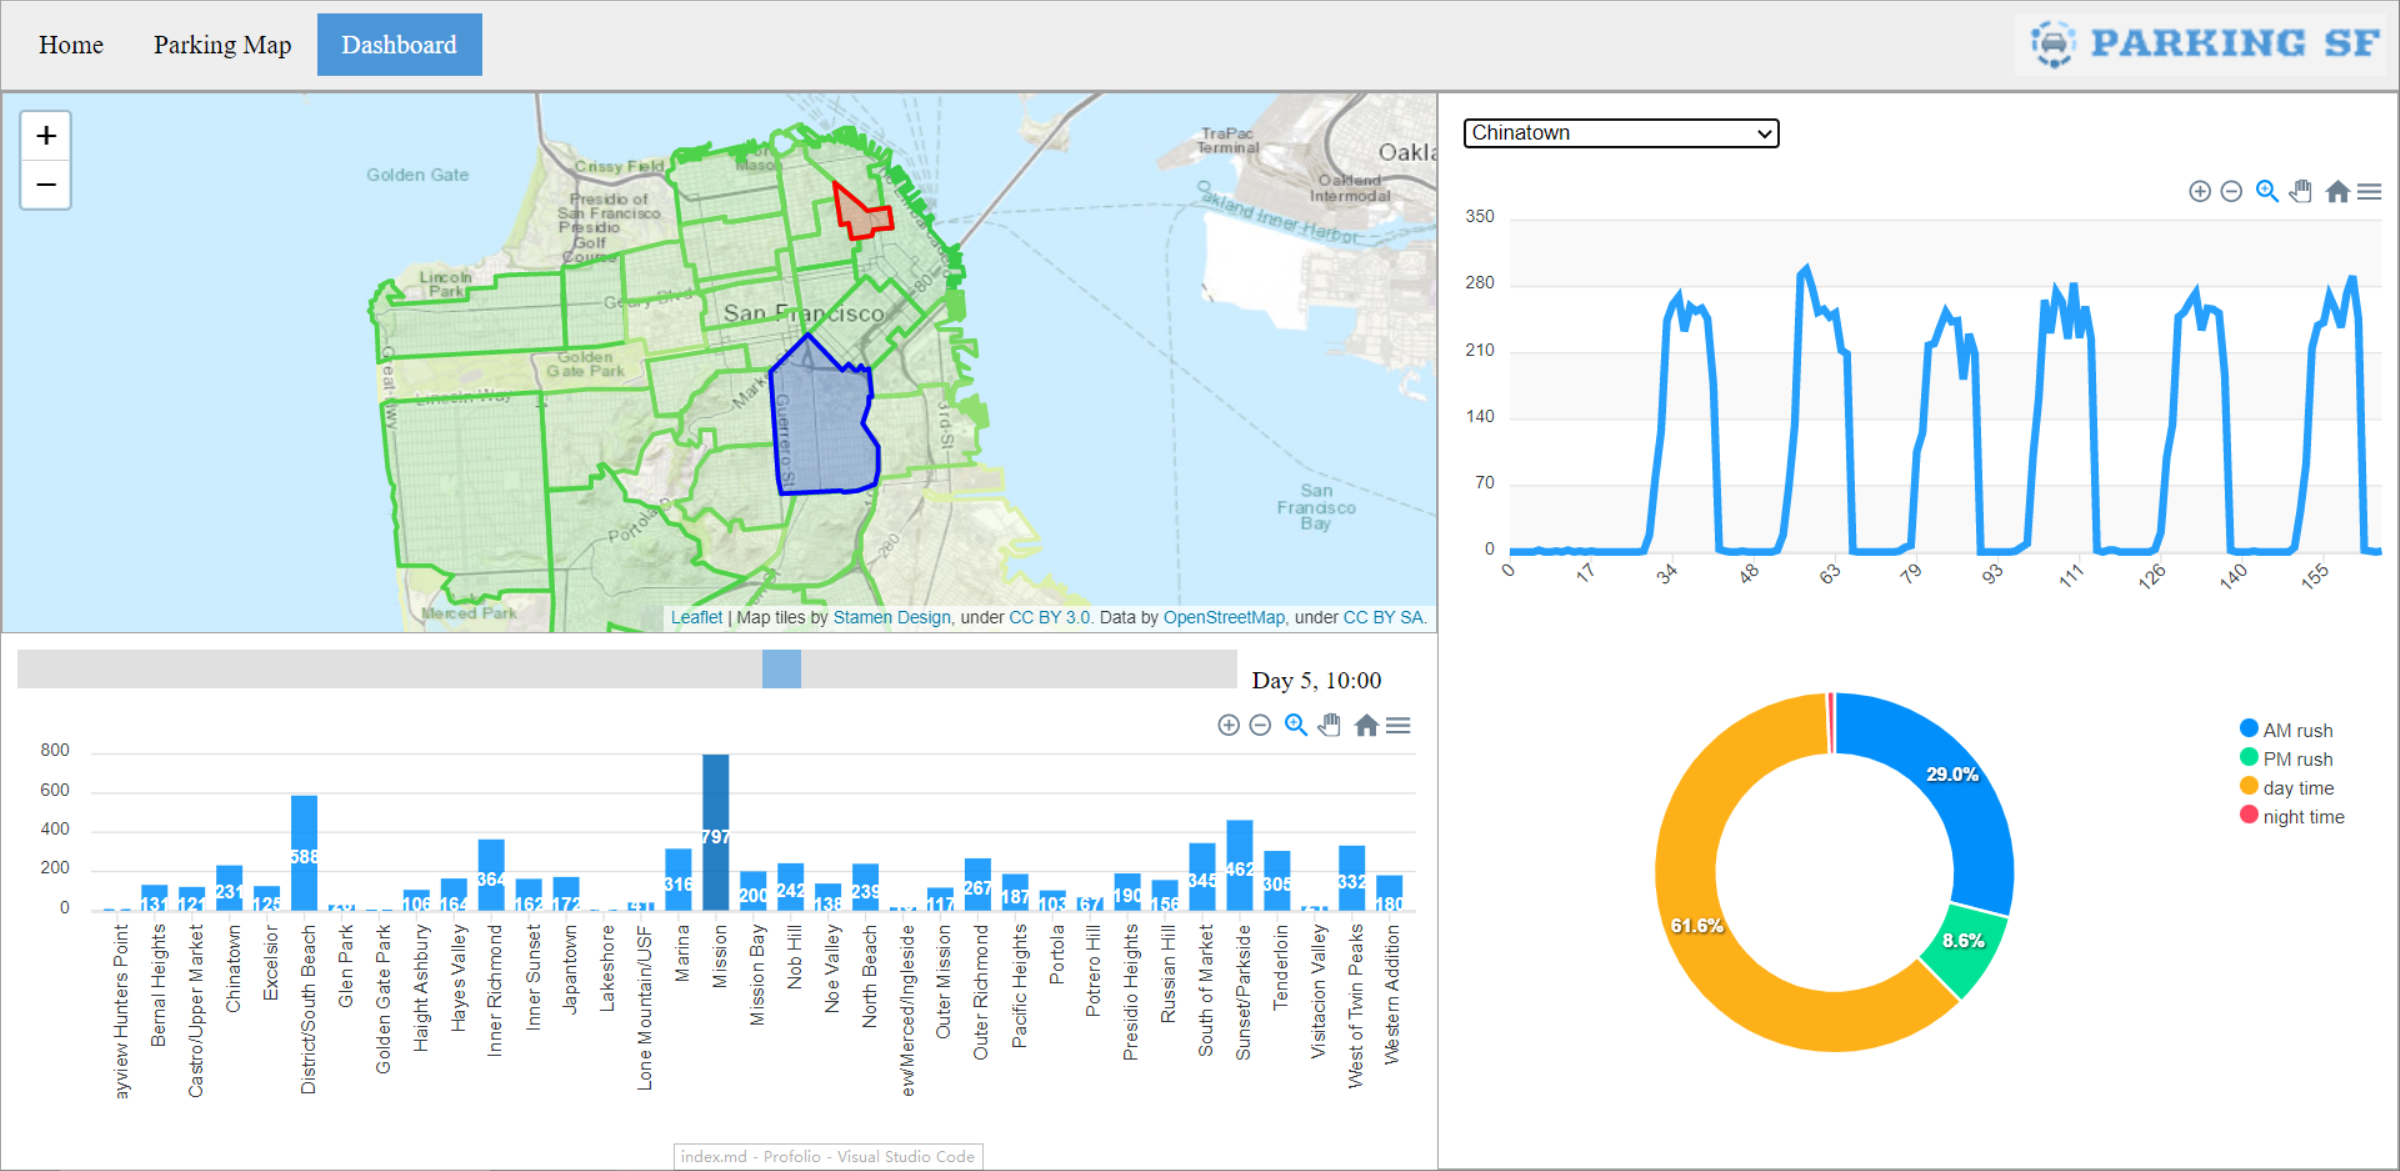 Home
Parking Map
Dashboard
PARKING SF
+
−
Golden Gate
Crissy Field
Presidio of
San Francisco
Presidio
Golf
Course
Lincoln
Park
Geary Blvd
San Francisco
Golden
Gate Park
Great Hwy
Lincoln Way
Guerrero St
3rd St
80
280
Merced Park
TraPac
Terminal
Oakland
Intermodal
Oakland Inner Harbor
San
Francisco
Bay
Leaflet | Map tiles by Stamen Design, under CC BY 3.0. Data by OpenStreetMap, under CC BY SA.
Day 5, 10:00
800
600
400
200
0
131
121
231
125
588
106
164
364
162
172
316
797
200
242
138
239
117
267
187
103
67
190
156
345
462
305
332
180
ayview Hunters Point
Bernal Heights
Castro/Upper Market
Chinatown
Excelsior
District/South Beach
Glen Park
Golden Gate Park
Haight Ashbury
Hayes Valley
Inner Richmond
Inner Sunset
Japantown
Lakeshore
Lone Mountain/USF
Marina
Mission
Mission Bay
Nob Hill
Noe Valley
North Beach
ew/Merced/Ingleside
Outer Mission
Outer Richmond
Pacific Heights
Portola
Potrero Hill
Presidio Heights
Russian Hill
South of Market
Sunset/Parkside
Tenderloin
Visitacion Valley
West of Twin Peaks
Western Addition
index.md - Profolio - Visual Studio Code
Chinatown
350
280
210
140
70
0
0
17
34
48
63
79
93
111
126
140
155
29.0%
8.6%
61.6%
AM rush
PM rush
day time
night time